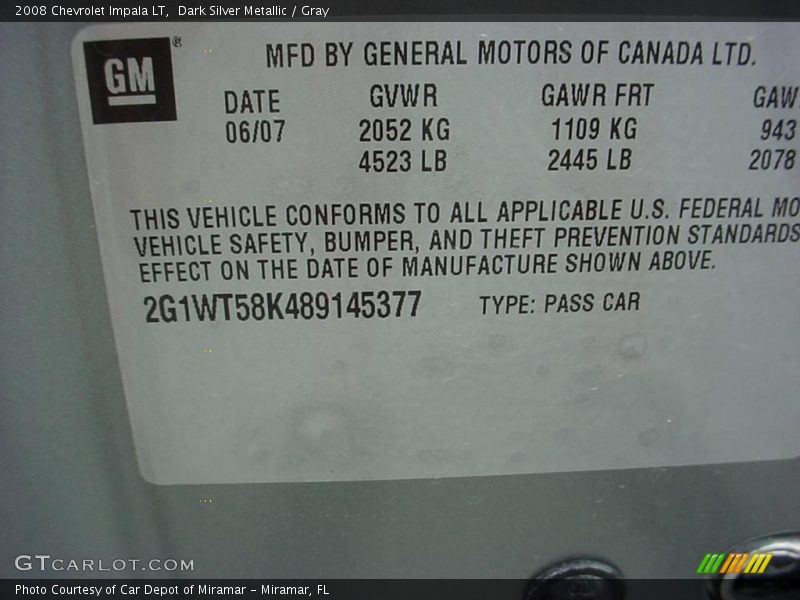 2008 Chevrolet Impala LT, Dark Silver Metallic / Gray
GM ®
MFD BY GENERAL MOTORS OF CANADA LTD.
DATE GVWR GAWR FRT GAW
06/07 2052 KG 1109 KG 943
4523 LB 2445 LB 2078
THIS VEHICLE CONFORMS TO ALL APPLICABLE U.S. FEDERAL MO
VEHICLE SAFETY, BUMPER, AND THEFT PREVENTION STANDARDS
EFFECT ON THE DATE OF MANUFACTURE SHOWN ABOVE.
2G1WT58K489145377 TYPE: PASS CAR
GTCARLOT.COM
Photo Courtesy of Car Depot of Miramar - Miramar, FL